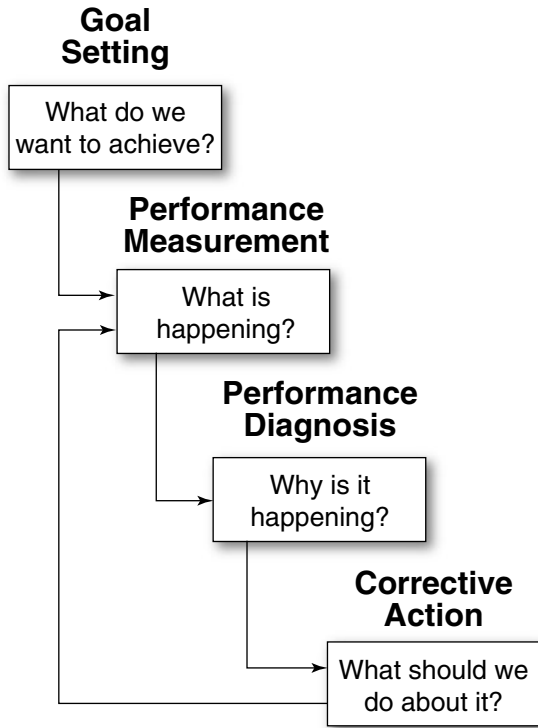 Goal
Setting
What do we
want to achieve?
Performance
Measurement
What is
happening?
Performance
Diagnosis
Why is it
happening?
Corrective
Action
What should we
do about it?